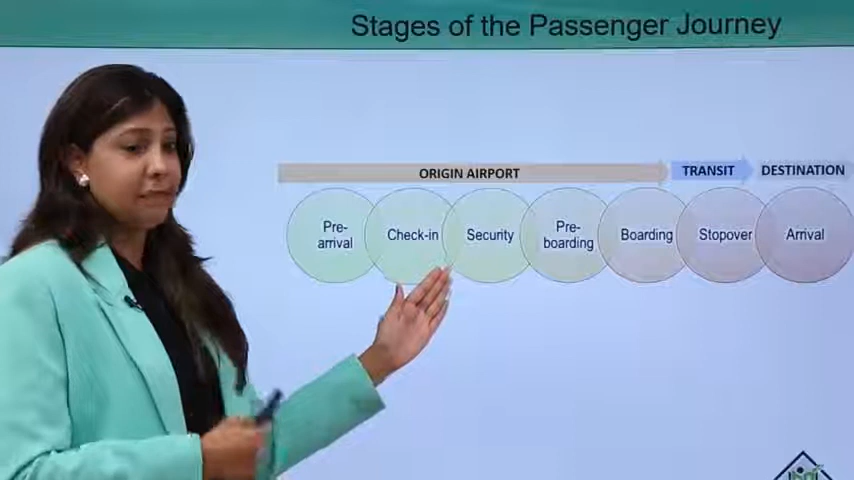 Stages of the Passenger Journey
ORIGIN AIRPORT
TRANSIT
DESTINATION
Pre-
arrival
Check-in
Security
Pre-
boarding
Boarding
Stopover
Arrival